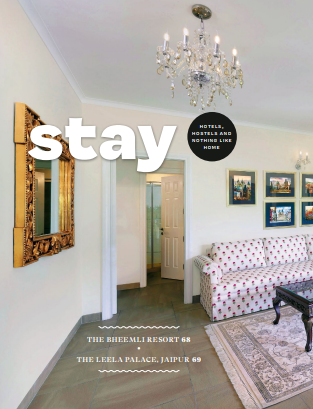 stay
HOTELS,
HOSTELS AND
NOTHING LIKE
HOME
THE BHEEMLI RESORT 68
THE LEELA PALACE, JAIPUR 69